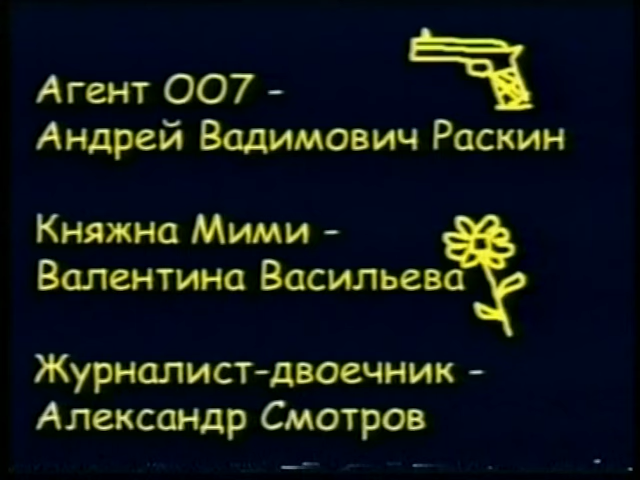 Агент 007 -
Андрей Вадимович Раскин
Княжна Мими -
Валентина Васильева
Журналист-двоечник -
Александр Смотров